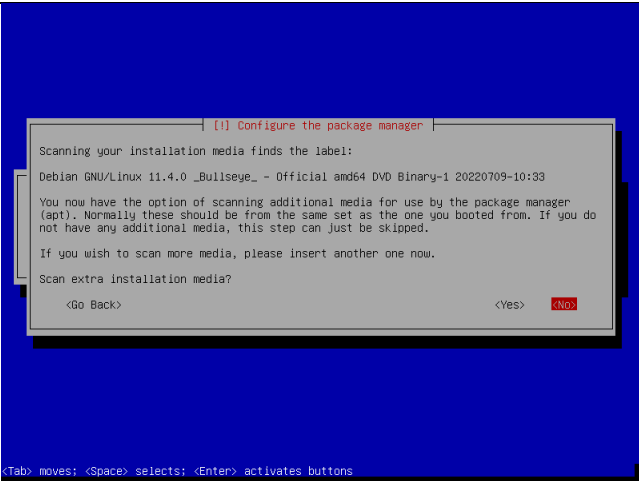 [!] Configure the package manager
Scanning your installation media finds the label:
Debian GNU/Linux 11.4.0 _Bullseye_ - Official amd64 DVD Binary-1 20220709-10:33
You now have the option of scanning additional media for use by the package manager
(apt). Normally these should be from the same set as the one you booted from. If you do
not have any additional media, this step can just be skipped.
If you wish to scan more media, please insert another one now.
Scan extra installation media?
<Go Back> <Yes> <No>
<Tab> moves; <Space> selects; <Enter> activates buttons